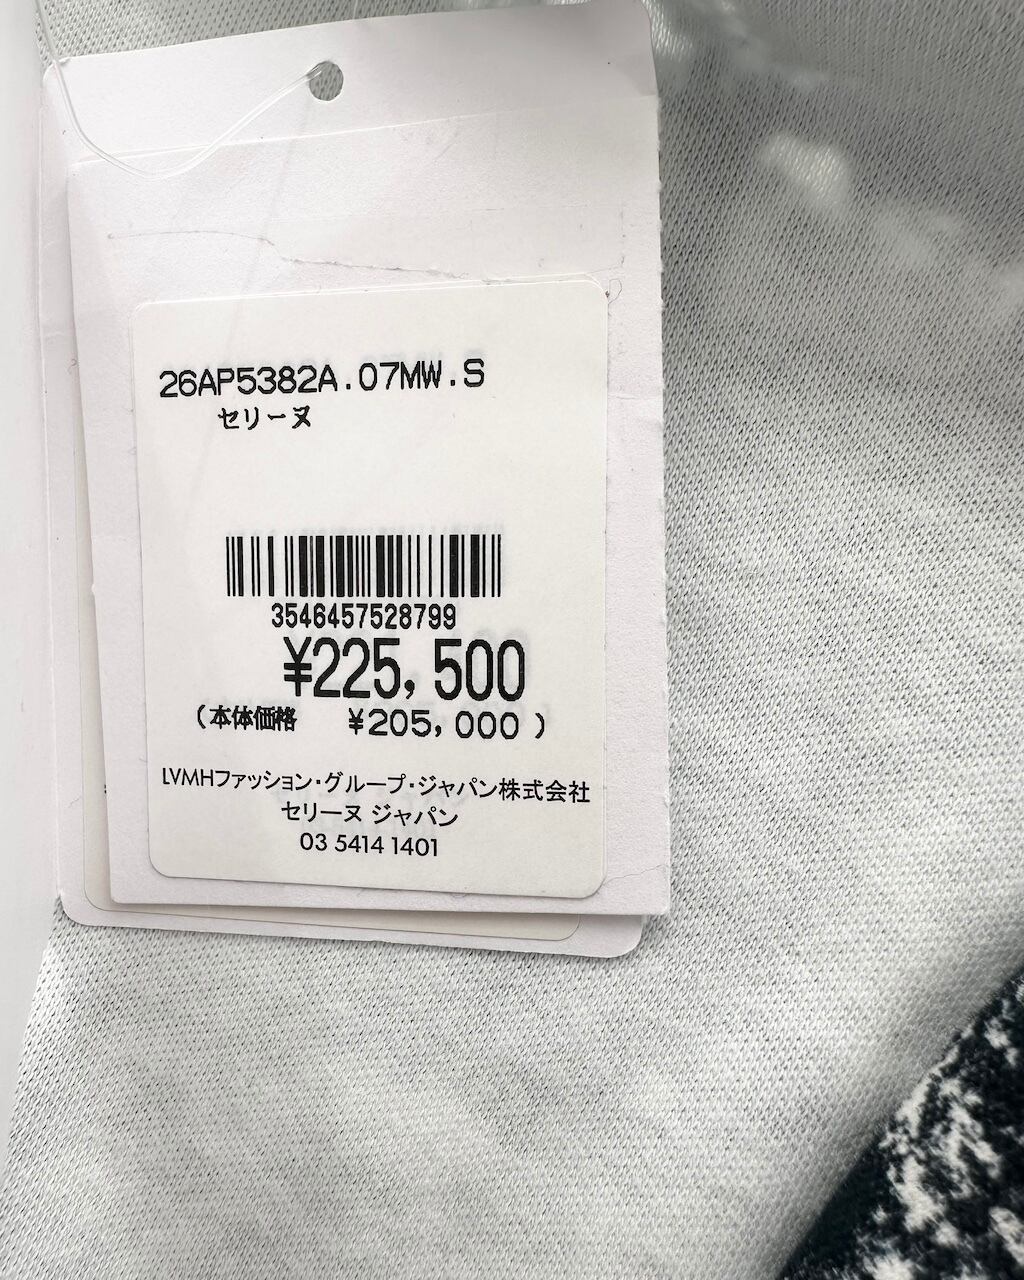 26AP5382A.07MW.S
セリーヌ
3546457528799
¥225,500
(本体価格 ¥205,000 )
LVMHファッション・グループ・ジャパン株式会社
セリーヌ ジャパン
03 5414 1401